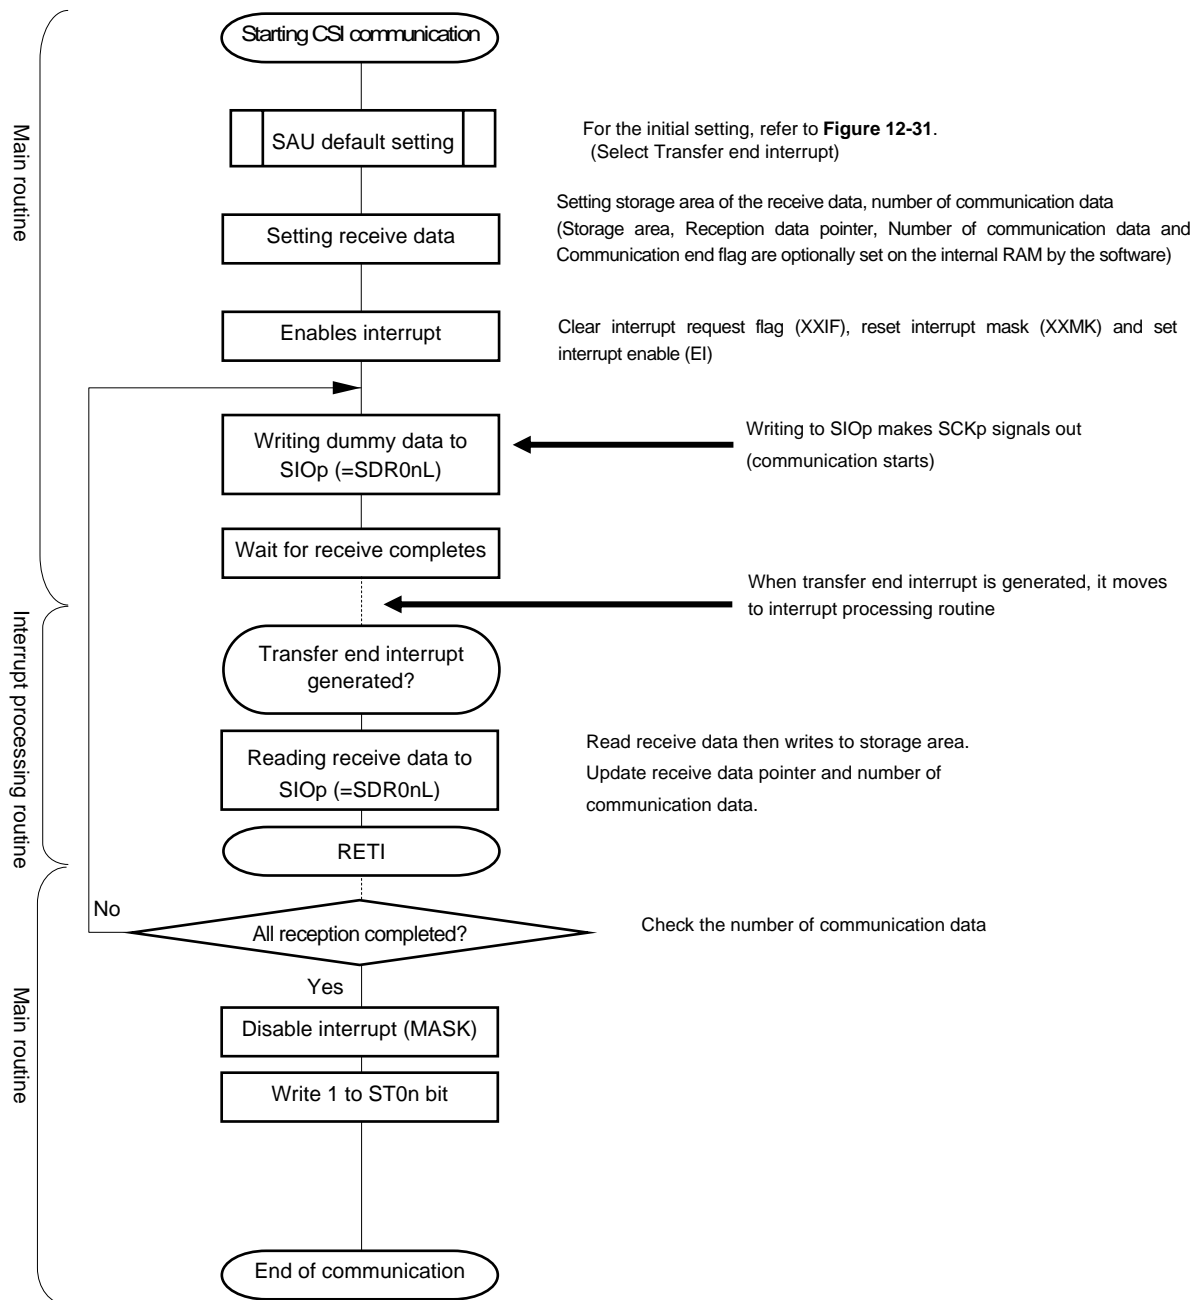 Starting CSI communication
Main routine
SAU default setting
For the initial setting, refer to Figure 12-31.
(Select Transfer end interrupt)
Setting receive data
Setting storage area of the receive data, number of communication data
(Storage area, Reception data pointer, Number of communication data and
Communication end flag are optionally set on the internal RAM by the software)
Enables interrupt
Clear interrupt request flag (XXIF), reset interrupt mask (XXMK) and set
interrupt enable (EI)
Writing dummy data to
SIOp (=SDR0nL)
Writing to SIOp makes SCKp signals out
(communication starts)
Wait for receive completes
When transfer end interrupt is generated, it moves
to interrupt processing routine
Interrupt processing routine
Transfer end interrupt
generated?
Reading receive data to
SIOp (=SDR0nL)
Read receive data then writes to storage area.
Update receive data pointer and number of
communication data.
RETI
No
All reception completed?
Check the number of communication data
Yes
Main routine
Disable interrupt (MASK)
Write 1 to ST0n bit
End of communication